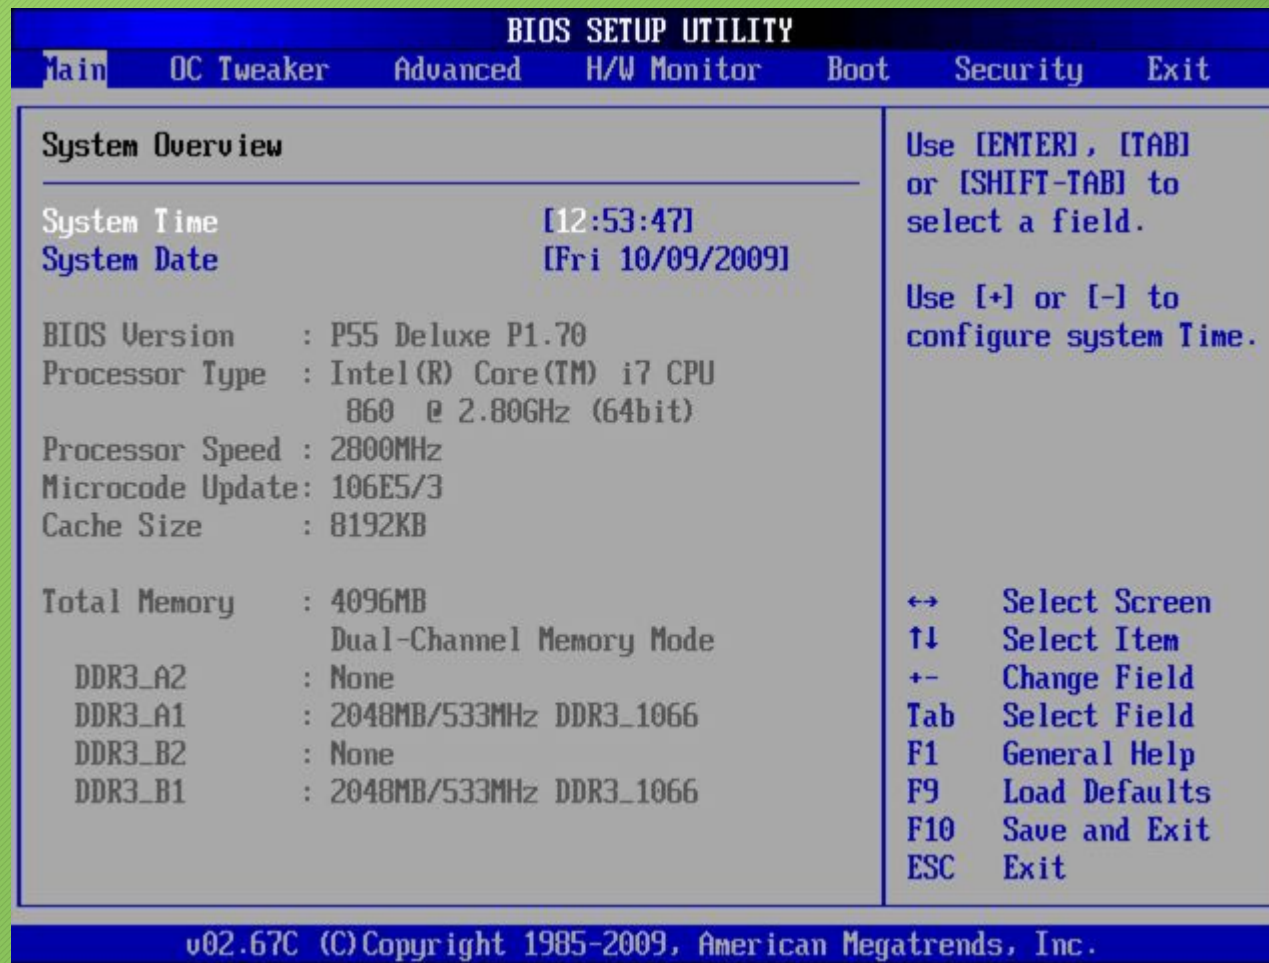 BIOS SETUP UTILITY
Main OC Tweaker Advanced H/W Monitor Boot Security Exit
System Overview
System Time [12:53:47]
System Date [Fri 10/09/2009]
BIOS Version : P55 Deluxe P1.70
Processor Type : Intel(R) Core(TM) i7 CPU
860 @ 2.80GHz (64bit)
Processor Speed : 2800MHz
Microcode Update: 106E5/3
Cache Size : 8192KB
Total Memory : 4096MB
Dual-Channel Memory Mode
DDR3_A2 : None
DDR3_A1 : 2048MB/533MHz DDR3_1066
DDR3_B2 : None
DDR3_B1 : 2048MB/533MHz DDR3_1066
Use [ENTER], [TAB]
or [SHIFT-TAB] to
select a field.
Use [+] or [-] to
configure system Time.
←→ Select Screen
↑↓ Select Item
+- Change Field
Tab Select Field
F1 General Help
F9 Load Defaults
F10 Save and Exit
ESC Exit
v02.67C (C)Copyright 1985-2009, American Megatrends, Inc.